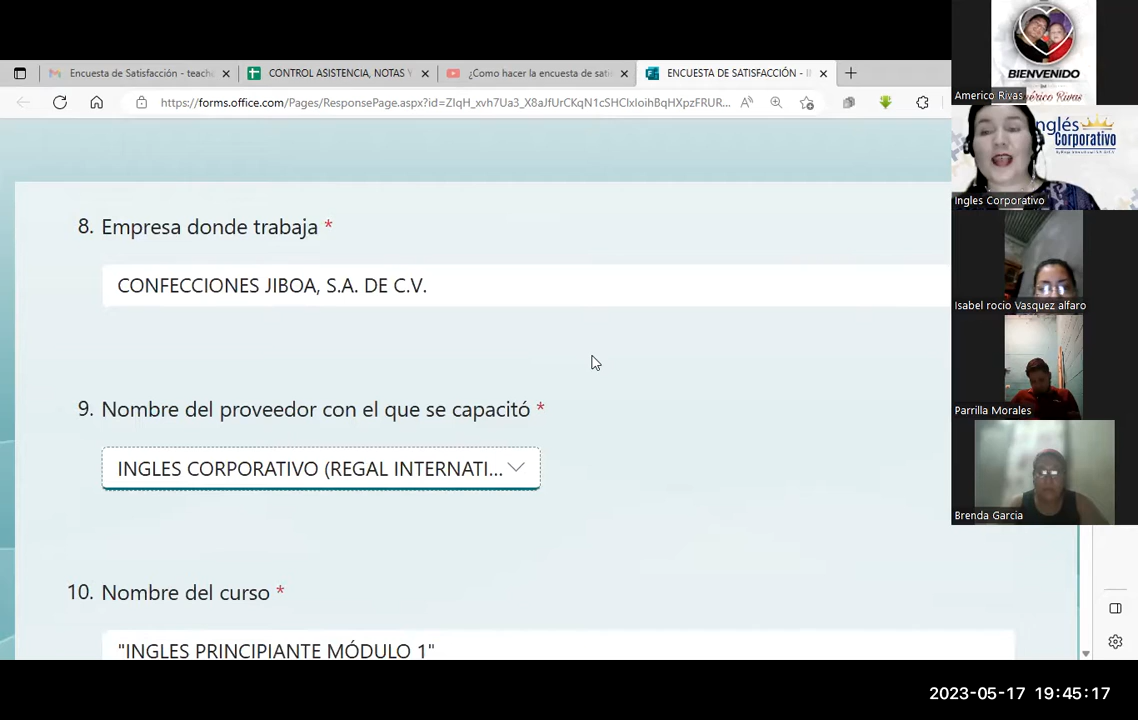 Encuesta de Satisfacción - teach
CONTROL ASISTENCIA, NOTAS Y
¿Como hacer la encuesta de sati
ENCUESTA DE SATISFACCIÓN - I
https://forms.office.com/Pages/ResponsePage.aspx?id=ZIqH_xvh7Ua3_X8aJfUrCKqN1cSHClxIoihBqHXpzFRUR...
8. Empresa donde trabaja *
CONFECCIONES JIBOA, S.A. DE C.V.
9. Nombre del proveedor con el que se capacitó *
INGLES CORPORATIVO (REGAL INTERNATI...
10. Nombre del curso *
"INGLES PRINCIPIANTE MÓDULO 1"
BIENVENIDO
Américo Rivas
Americo Rivas
Inglés
Corporativo
Ingles Corporativo
Isabel rocio Vasquez alfaro
Parrilla Morales
Brenda Garcia
2023-05-17 19:45:17